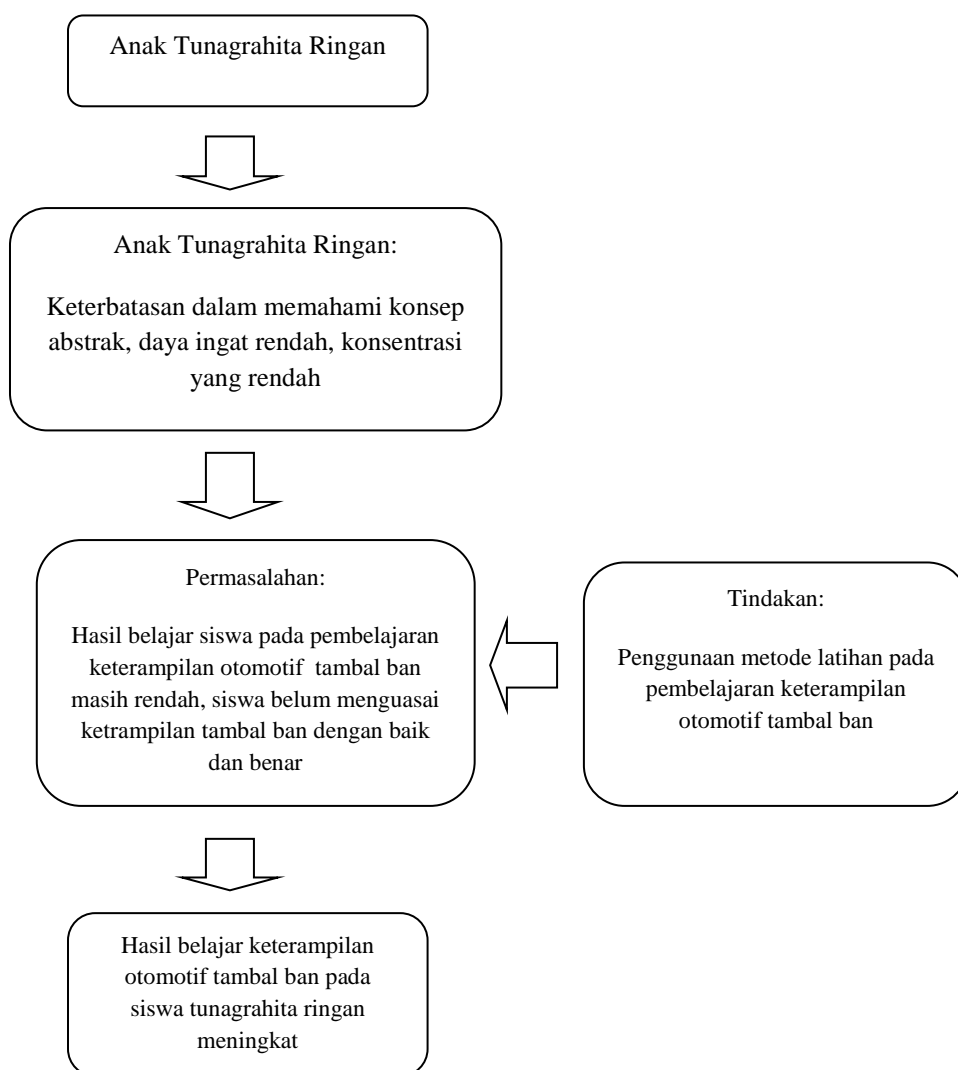 Anak Tunagrahita Ringan
Anak Tunagrahita Ringan:
Keterbatasan dalam memahami konsep
abstrak, daya ingat rendah, konsentrasi
yang rendah
Permasalahan:
Hasil belajar siswa pada pembelajaran
keterampilan otomotif tambal ban
masih rendah, siswa belum menguasai
ketrampilan tambal ban dengan baik
dan benar
Tindakan:
Penggunaan metode latihan pada
pembelajaran keterampilan
otomotif tambal ban
Hasil belajar keterampilan
otomotif tambal ban pada
siswa tunagrahita ringan
meningkat